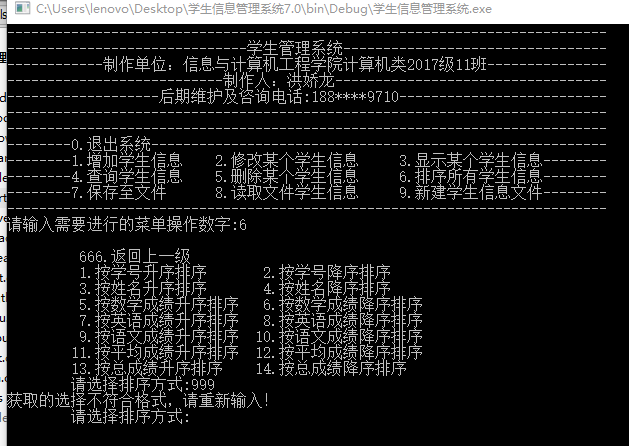 C:\Users\lenovo\Desktop\学生信息管理系统7.0\bin\Debug\学生信息管理系统.exe
---------------------------------------------------------------------------
------------------------------学生管理系统---------------------------------
------------制作单位：信息与计算机工程学院计算机类2017级11班---------------
---------------------------制作人：洪娇龙----------------------------------
-------------------后期维护及咨询电话:188****9710--------------------------
---------------------------------------------------------------------------
---------------------------------------------------------------------------
--------0.退出系统---------------------------------------------------------
--------1.增加学生信息    2.修改某个学生信息     3.显示某个学生信息--------
--------4.查询学生信息    5.删除某个学生信息     6.排序所有学生信息--------
--------7.保存至文件      8.读取文件学生信息     9.新建学生信息文件--------
---------------------------------------------------------------------------
请输入需要进行的菜单操作数字:6
666.返回上一级
1.按学号升序排序       2.按学号降序排序
3.按姓名升序排序       4.按姓名降序排序
5.按数学成绩升序排序   6.按数学成绩降序排序
7.按英语成绩升序排序   8.按英语成绩降序排序
9.按语文成绩升序排序  10.按语文成绩降序排序
11.按平均成绩升序排序  12.按平均成绩降序排序
13.按总成绩升序排序    14.按总成绩降序排序
请选择排序方式:999
获取的选择不符合格式，请重新输入!
请选择排序方式: